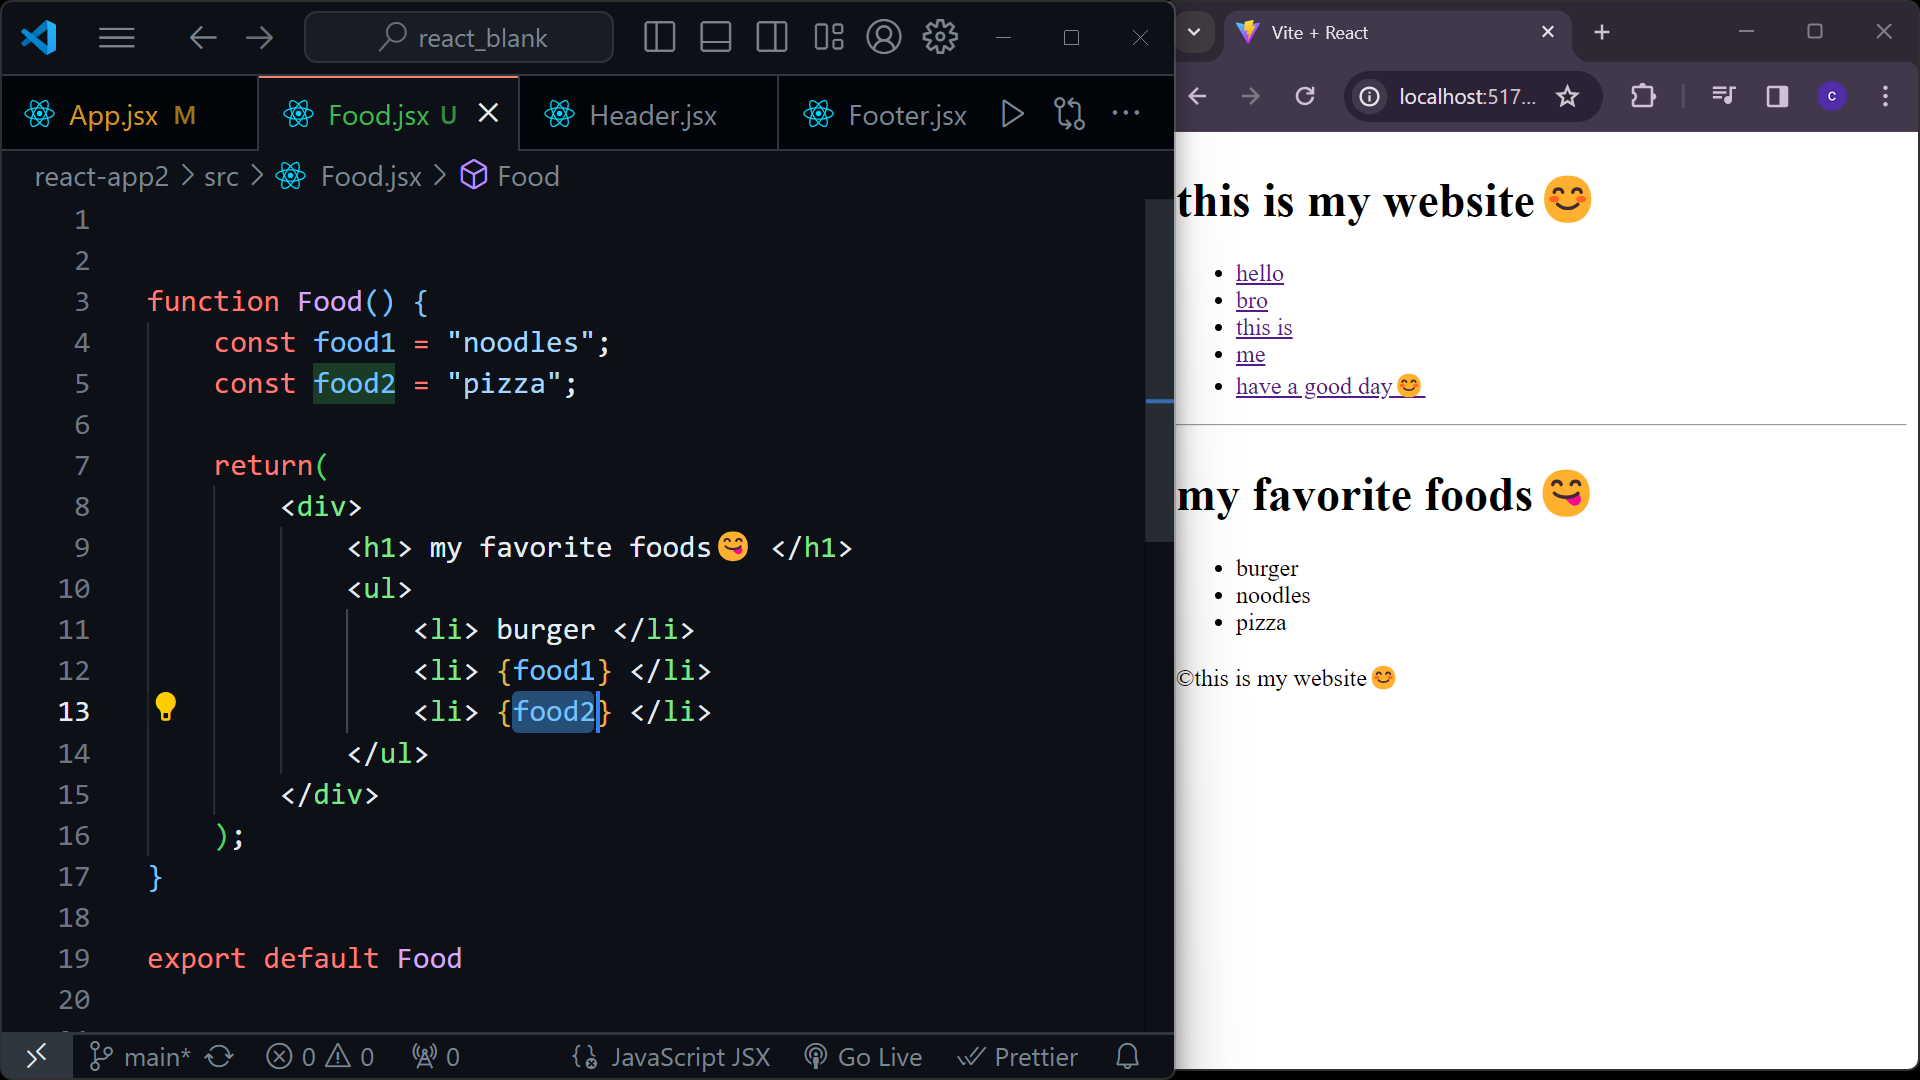 react_blank
App.jsx M
Food.jsx U
Header.jsx
Footer.jsx
react-app2 > src > Food.jsx > Food
1
2
3 function Food() {
4 const food1 = "noodles";
5 const food2 = "pizza";
6
7 return(
8 <div>
9 <h1> my favorite foods😋 </h1>
10 <ul>
11 <li> burger </li>
12 <li> {food1} </li>
13 <li> {food2} </li>
14 </ul>
15 </div>
16 );
17 }
18
19 export default Food
20
main* 0 0 0 JavaScript JSX Go Live Prettier
Vite + React
localhost:517...
C
this is my website😊
• hello
• bro
• this is
• me
• have a good day😊
my favorite foods😋
• burger
• noodles
• pizza
©this is my website😊